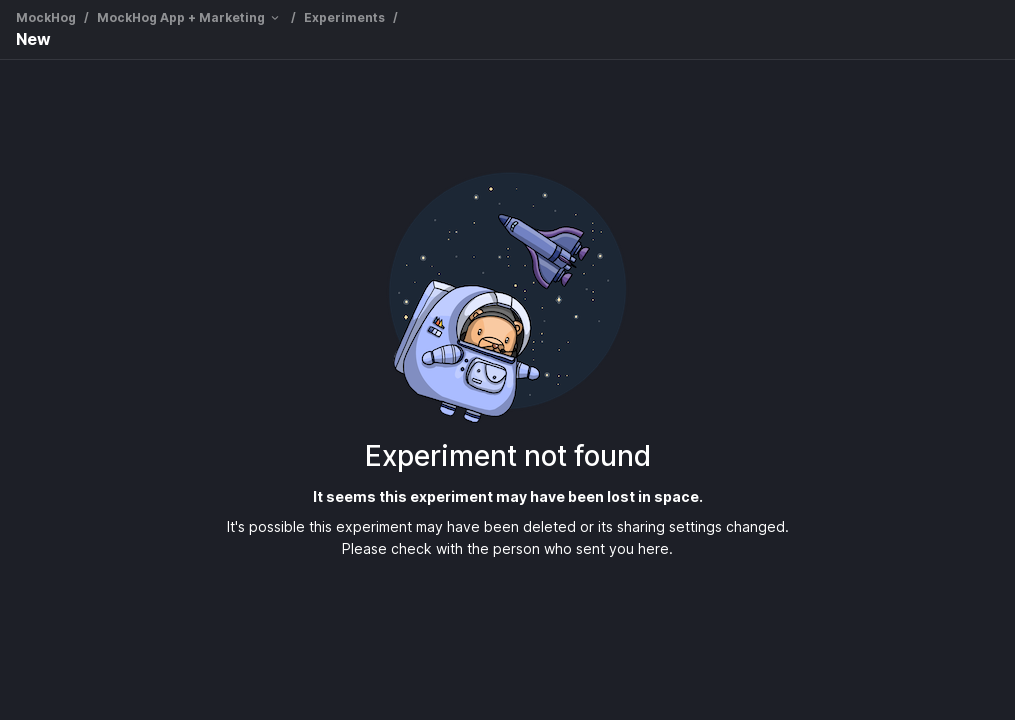 MockHog / MockHog App + Marketing / Experiments /
New
Experiment not found
It seems this experiment may have been lost in space.
It's possible this experiment may have been deleted or its sharing settings changed.
Please check with the person who sent you here.